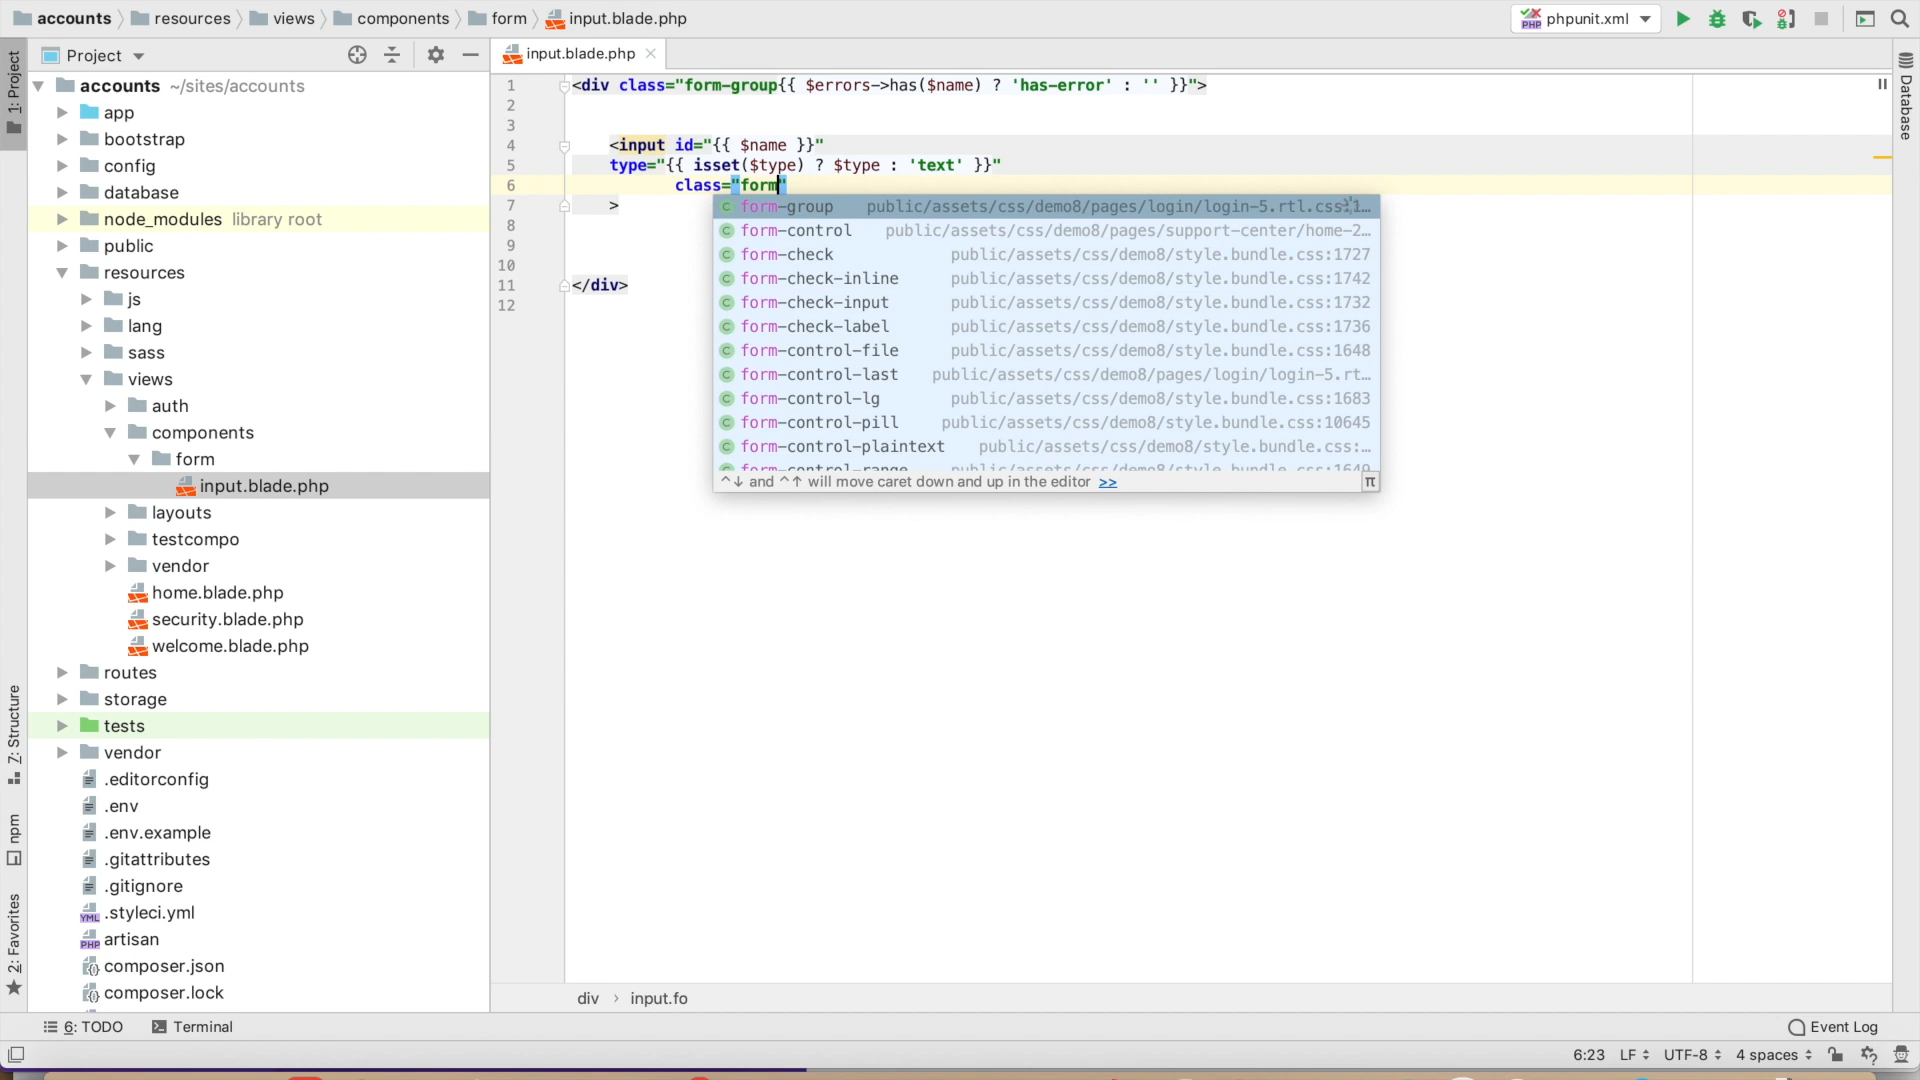 accounts resources views components form input.blade.php phpunit.xml
Project input.blade.php
1: Project
accounts ~/sites/accounts
app
bootstrap
config
database
node_modules library root
public
resources
js
lang
sass
views
auth
components
form
input.blade.php
layouts
testcompo
vendor
home.blade.php
security.blade.php
welcome.blade.php
routes
storage
tests
vendor
.editorconfig
.env
.env.example
.gitattributes
.gitignore
.styleci.yml
artisan
composer.json
composer.lock
Z: Structure
npm
2: Favorites
1 <div class="form-group{{ $errors->has($name) ? 'has-error' : '' }}">
2
3
4 <input id="{{ $name }}"
5 type="{{ isset($type) ? $type : 'text' }}"
6 class="form"
7 >
8
9
10
11 </div>
12
form-group public/assets/css/demo8/pages/login/login-5.rtl.css:1…
form-control public/assets/css/demo8/pages/support-center/home-2…
form-check public/assets/css/demo8/style.bundle.css:1727
form-check-inline public/assets/css/demo8/style.bundle.css:1742
form-check-input public/assets/css/demo8/style.bundle.css:1732
form-check-label public/assets/css/demo8/style.bundle.css:1736
form-control-file public/assets/css/demo8/style.bundle.css:1648
form-control-last public/assets/css/demo8/pages/login/login-5.rt…
form-control-lg public/assets/css/demo8/style.bundle.css:1683
form-control-pill public/assets/css/demo8/style.bundle.css:10645
form-control-plaintext public/assets/css/demo8/style.bundle.css:…
form-control-range public/assets/css/demo8/style.bundle.css:1649
^↓ and ^↑ will move caret down and up in the editor >> π
Database
div › input.fo
6: TODO Terminal Event Log
6:23 LF UTF-8 4 spaces